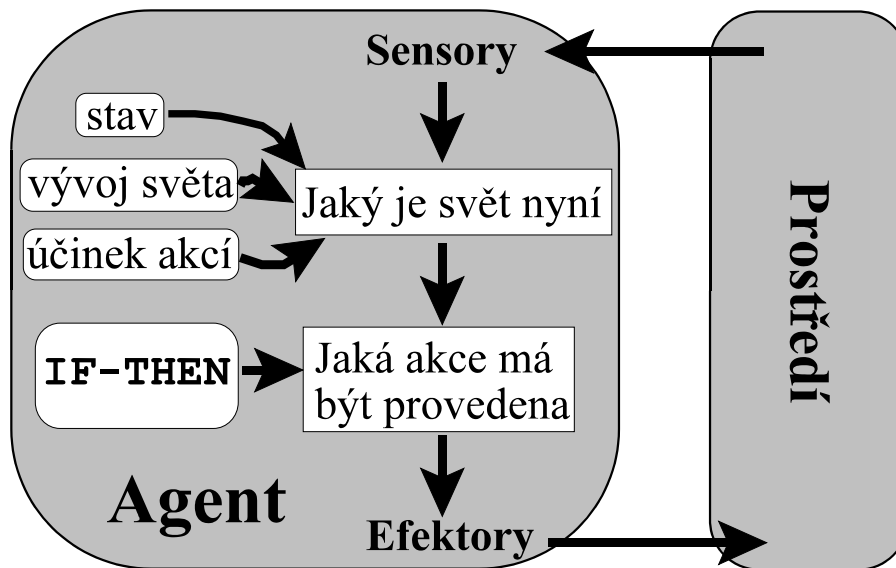 Sensory
stav
vývoj světa
Jaký je svět nyní
účinek akcí
IF-THEN
Jaká akce má
být provedena
Agent
Efektory
Prostředí